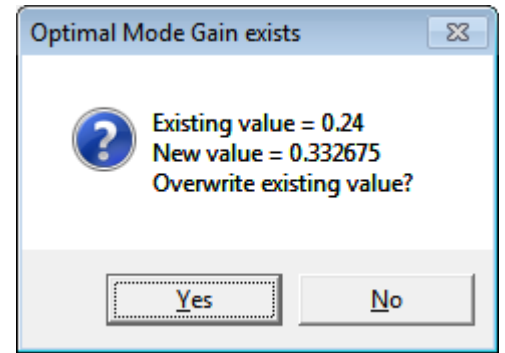 Optimal Mode Gain exists
Existing value = 0.24
New value = 0.332675
Overwrite existing value?
Yes
No